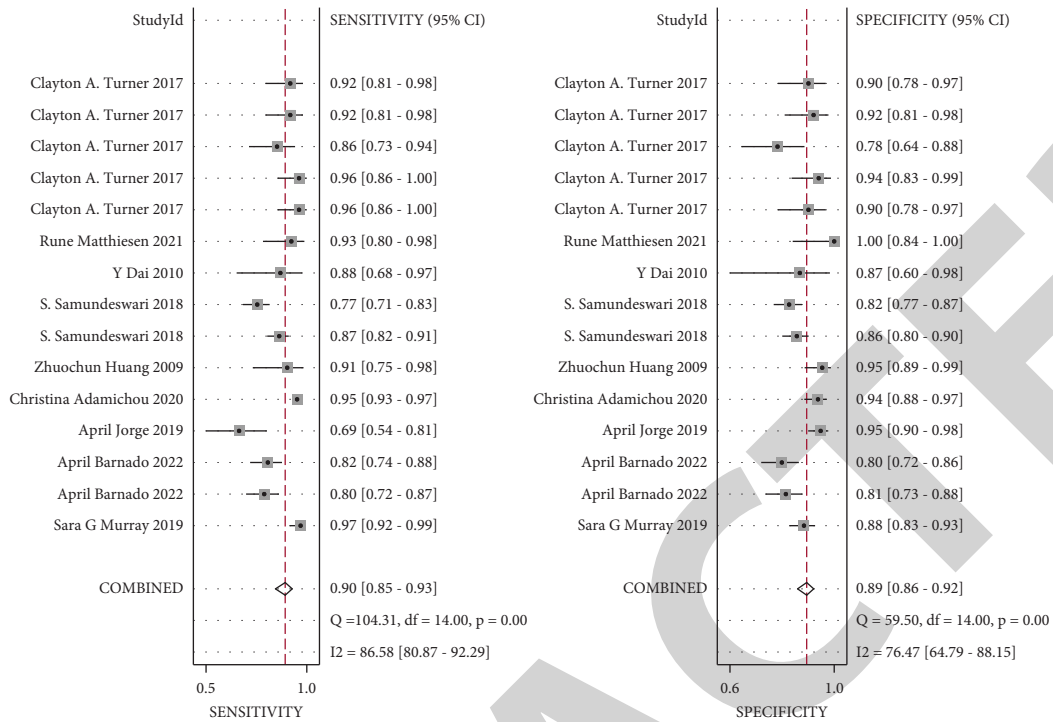 StudyId SENSITIVITY (95% CI)
Clayton A. Turner 2017 0.92 [0.81 - 0.98]
Clayton A. Turner 2017 0.92 [0.81 - 0.98]
Clayton A. Turner 2017 0.86 [0.73 - 0.94]
Clayton A. Turner 2017 0.96 [0.86 - 1.00]
Clayton A. Turner 2017 0.96 [0.86 - 1.00]
Rune Matthiesen 2021 0.93 [0.80 - 0.98]
Y Dai 2010 0.88 [0.68 - 0.97]
S. Samundeswari 2018 0.77 [0.71 - 0.83]
S. Samundeswari 2018 0.87 [0.82 - 0.91]
Zhuochun Huang 2009 0.91 [0.75 - 0.98]
Christina Adamichou 2020 0.95 [0.93 - 0.97]
April Jorge 2019 0.69 [0.54 - 0.81]
April Barnado 2022 0.82 [0.74 - 0.88]
April Barnado 2022 0.80 [0.72 - 0.87]
Sara G Murray 2019 0.97 [0.92 - 0.99]
COMBINED 0.90 [0.85 - 0.93]
Q =104.31, df = 14.00, p = 0.00
I2 = 86.58 [80.87 - 92.29]
0.5 1.0
SENSITIVITY
StudyId SPECIFICITY (95% CI)
Clayton A. Turner 2017 0.90 [0.78 - 0.97]
Clayton A. Turner 2017 0.92 [0.81 - 0.98]
Clayton A. Turner 2017 0.78 [0.64 - 0.88]
Clayton A. Turner 2017 0.94 [0.83 - 0.99]
Clayton A. Turner 2017 0.90 [0.78 - 0.97]
Rune Matthiesen 2021 1.00 [0.84 - 1.00]
Y Dai 2010 0.87 [0.60 - 0.98]
S. Samundeswari 2018 0.82 [0.77 - 0.87]
S. Samundeswari 2018 0.86 [0.80 - 0.90]
Zhuochun Huang 2009 0.95 [0.89 - 0.99]
Christina Adamichou 2020 0.94 [0.88 - 0.97]
April Jorge 2019 0.95 [0.90 - 0.98]
April Barnado 2022 0.80 [0.72 - 0.86]
April Barnado 2022 0.81 [0.73 - 0.88]
Sara G Murray 2019 0.88 [0.83 - 0.93]
COMBINED 0.89 [0.86 - 0.92]
Q = 59.50, df = 14.00, p = 0.00
I2 = 76.47 [64.79 - 88.15]
0.6 1.0
SPECIFICITY